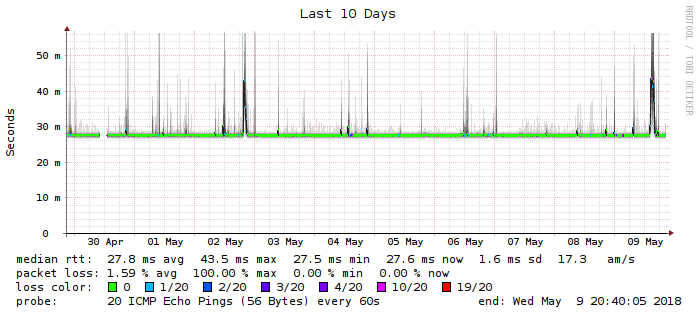 Last 10 Days
RRDTOOL / TOBI OETIKER
Seconds
50 m
40 m
30 m
20 m
10 m
0
30 Apr 01 May 02 May 03 May 04 May 05 May 06 May 07 May 08 May 09 May
median rtt: 27.8 ms avg 43.5 ms max 27.5 ms min 27.6 ms now 1.6 ms sd 17.3 am/s
packet loss: 1.59 % avg 100.00 % max 0.00 % min 0.00 % now
loss color: 0 1/20 2/20 3/20 4/20 10/20 19/20
probe: 20 ICMP Echo Pings (56 Bytes) every 60s end: Wed May 9 20:40:05 2018